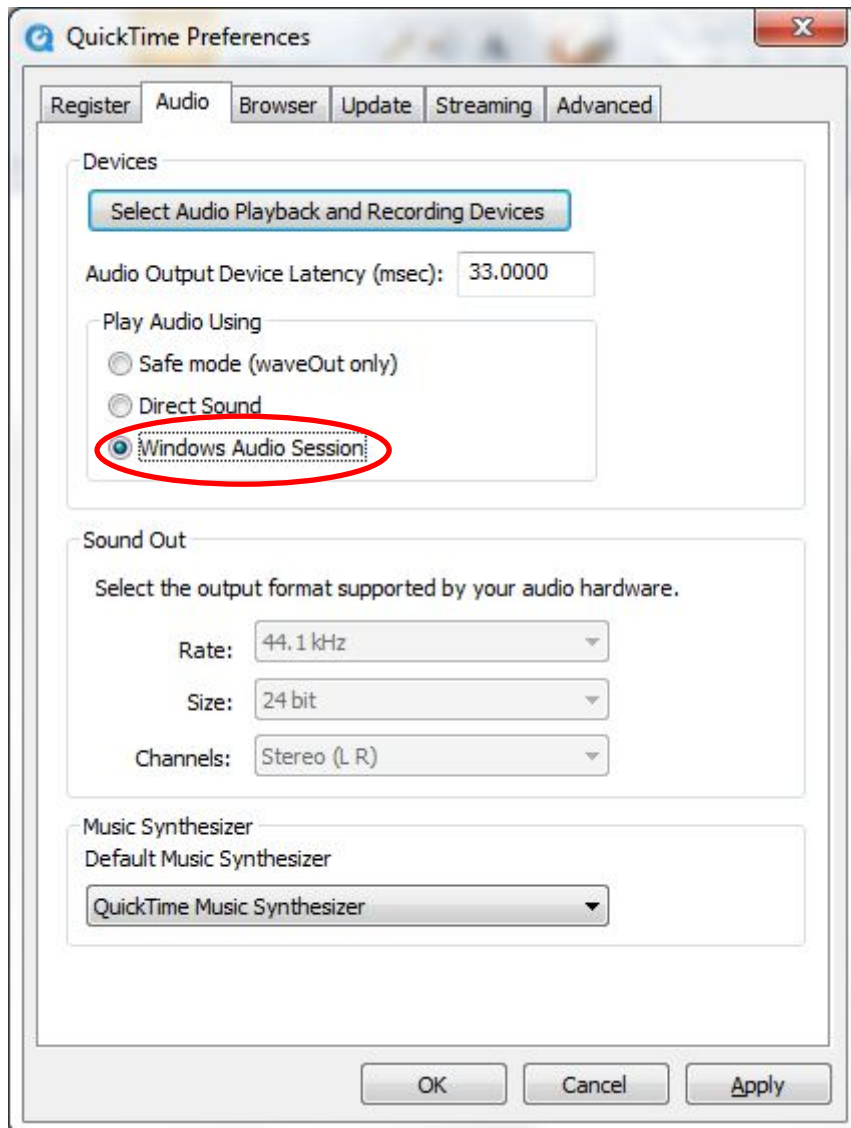 QuickTime Preferences
Register Audio Browser Update Streaming Advanced
Devices
Select Audio Playback and Recording Devices
Audio Output Device Latency (msec): 33.0000
Play Audio Using
Safe mode (waveOut only)
Direct Sound
Windows Audio Session
Sound Out
Select the output format supported by your audio hardware.
Rate: 44.1 kHz
Size: 24 bit
Channels: Stereo (L R)
Music Synthesizer
Default Music Synthesizer
QuickTime Music Synthesizer
OK Cancel Apply